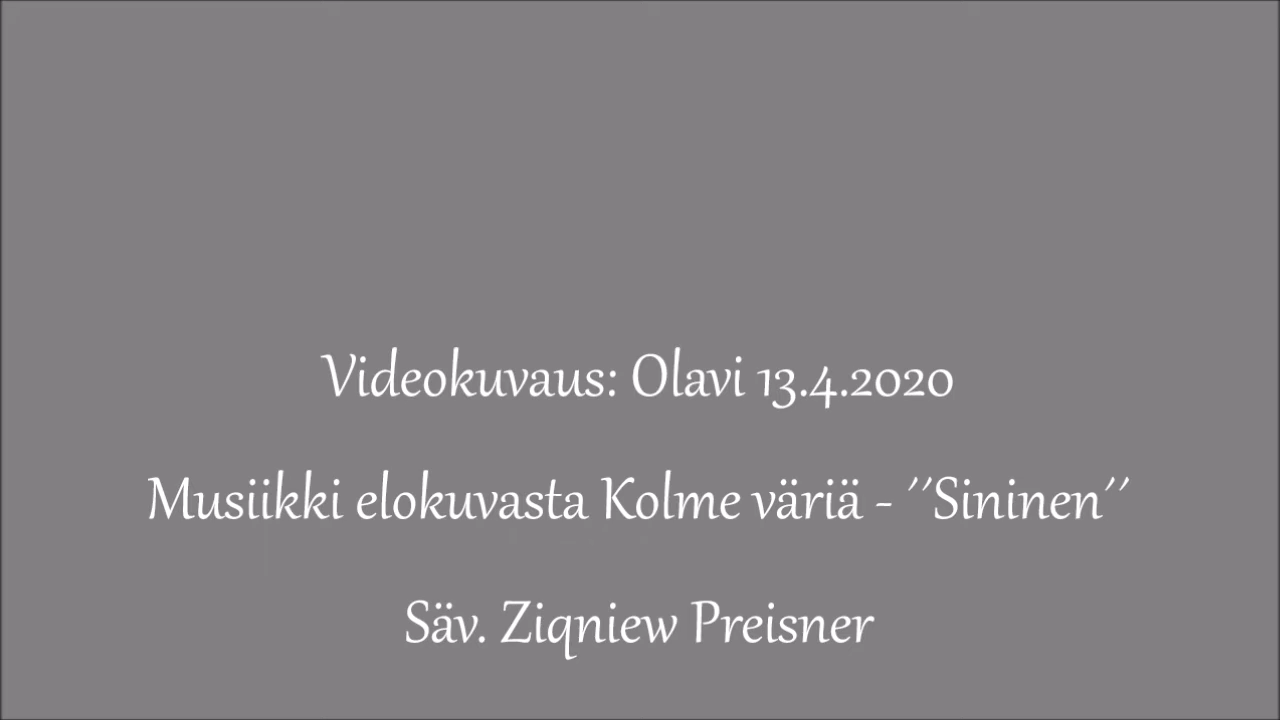 Videokuvaus: Olavi 13.4.2020
Musiikki elokuvasta Kolme väriä - ´´Sininen´´
Säv. Ziqniew Preisner